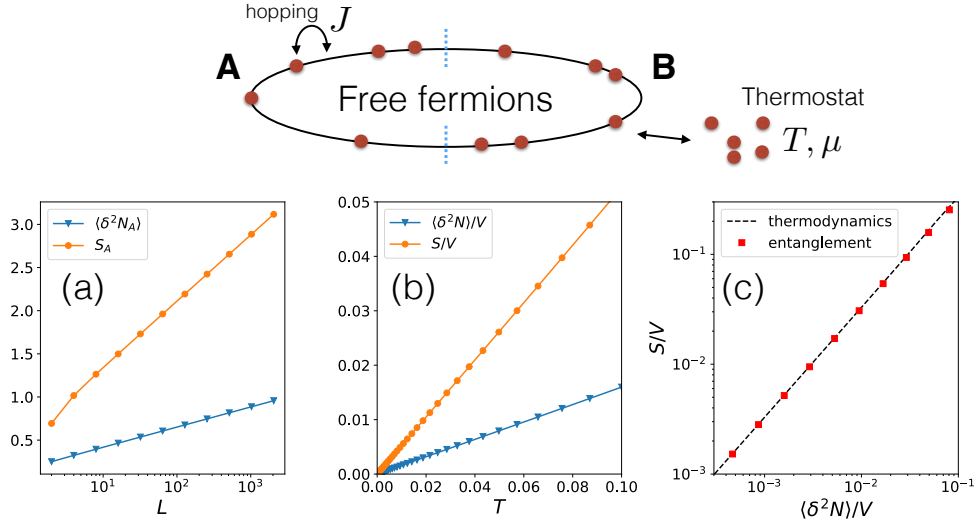 hopping J
A
B
Free fermions
Thermostat
T, μ
⟨δ²N_A⟩
S_A
(a)
3.0
2.5
2.0
1.5
1.0
0.5
10¹ 10² 10³
L
⟨δ²N⟩/V
S/V
(b)
0.05
0.04
0.03
0.02
0.01
0.00
0.00 0.02 0.04 0.06 0.08 0.10
T
thermodynamics
entanglement
(c)
S/V
10⁻¹
10⁻²
10⁻³
10⁻³ 10⁻² 10⁻¹
⟨δ²N⟩/V